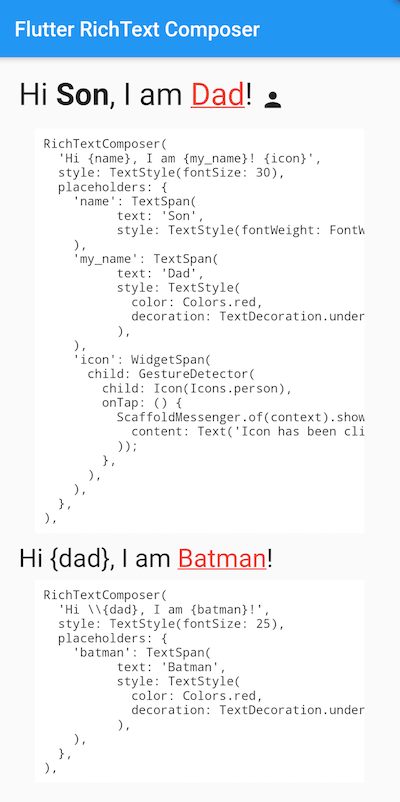 Flutter RichText Composer
Hi Son, I am Dad!
RichTextComposer(
  'Hi {name}, I am {my_name}! {icon}',
  style: TextStyle(fontSize: 30),
  placeholders: {
    'name': TextSpan(
          text: 'Son',
          style: TextStyle(fontWeight: FontW
    ),
    'my_name': TextSpan(
          text: 'Dad',
          style: TextStyle(
            color: Colors.red,
            decoration: TextDecoration.under
          ),
    ),
    'icon': WidgetSpan(
      child: GestureDetector(
        child: Icon(Icons.person),
        onTap: () {
          ScaffoldMessenger.of(context).show
            content: Text('Icon has been cli
          ));
        },
      ),
    ),
  },
),
Hi {dad}, I am Batman!
RichTextComposer(
  'Hi \\{dad}, I am {batman}!',
  style: TextStyle(fontSize: 25),
  placeholders: {
    'batman': TextSpan(
          text: 'Batman',
          style: TextStyle(
            color: Colors.red,
            decoration: TextDecoration.under
          ),
    ),
  },
),